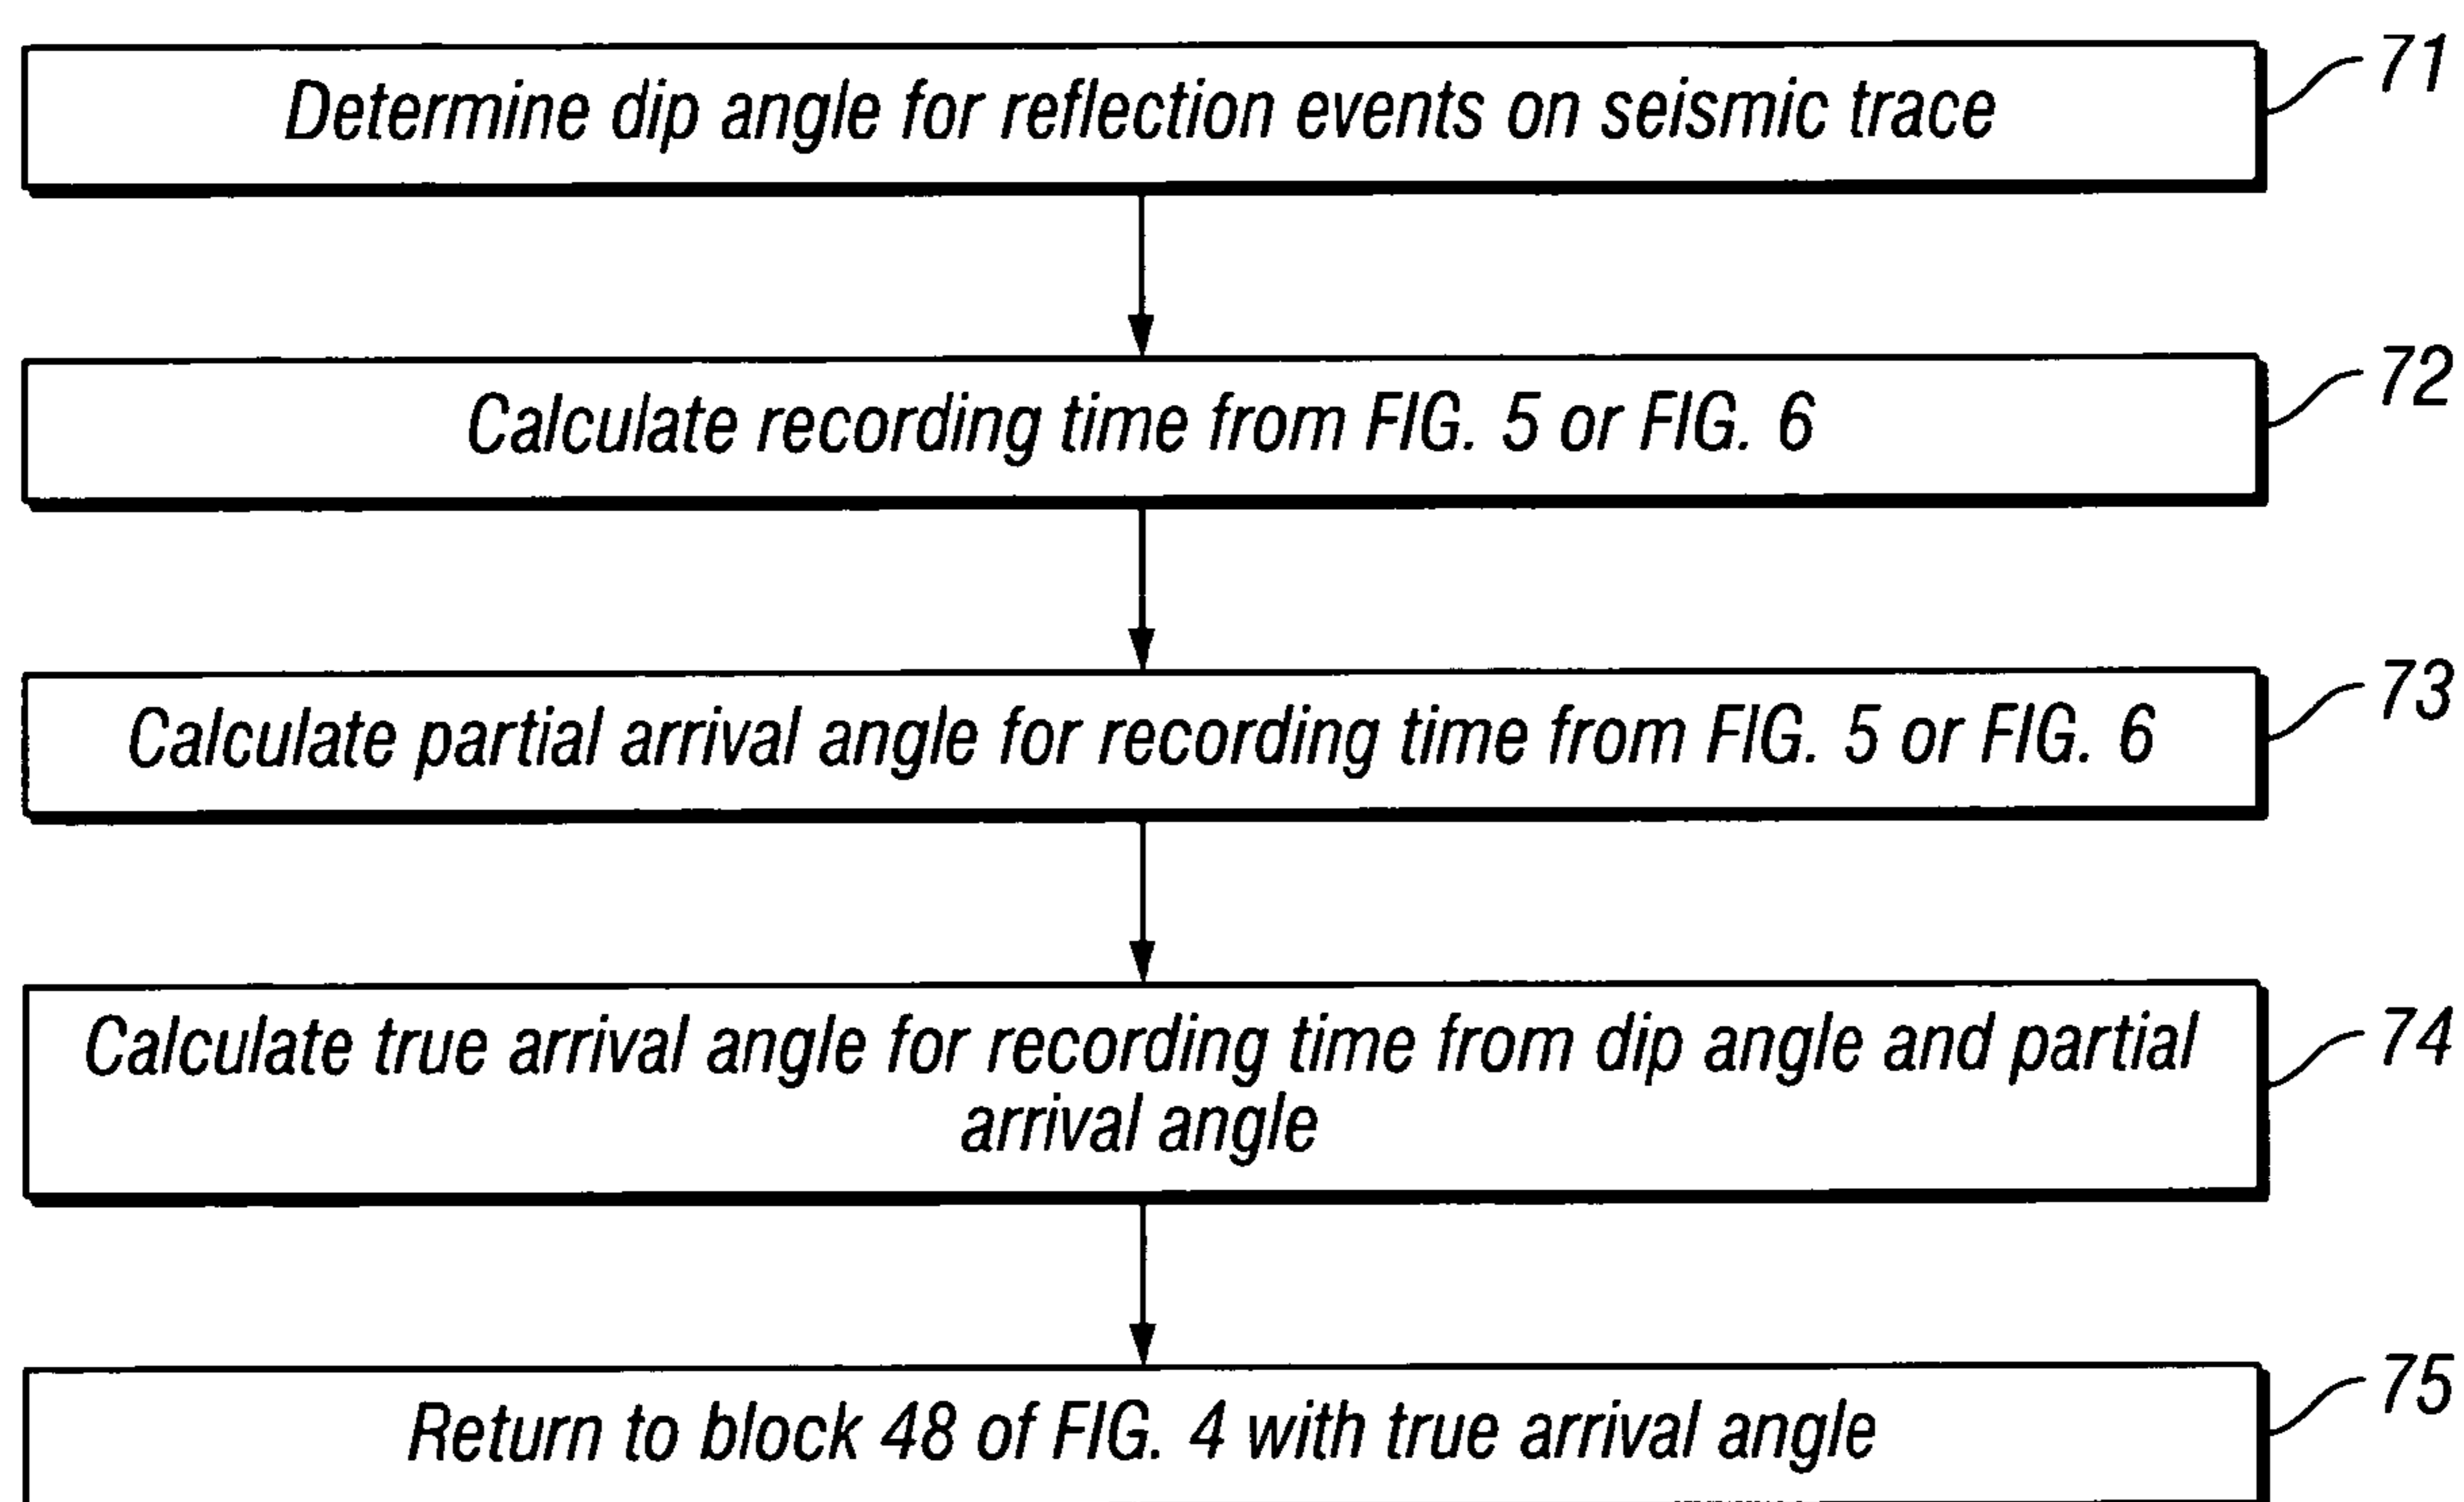 Determine dip angle for reflection events on seismic trace
71
Calculate recording time from FIG. 5 or FIG. 6
72
Calculate partial arrival angle for recording time from FIG. 5 or FIG. 6
73
Calculate true arrival angle for recording time from dip angle and partial
arrival angle
74
Return to block 48 of FIG. 4 with true arrival angle
75